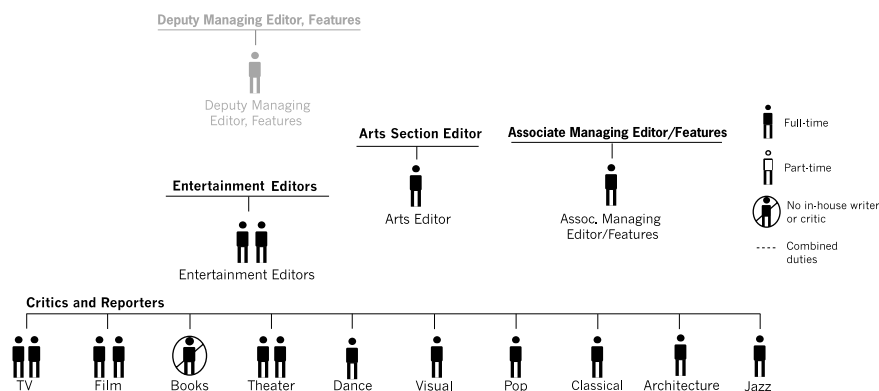 Deputy Managing Editor, Features
Deputy Managing
Editor, Features
Arts Section Editor
Associate Managing Editor/Features
Full-time
Part-time
Entertainment Editors
Arts Editor
Assoc. Managing
Editor/Features
No in-house writer
or critic
Combined
duties
Entertainment Editors
Critics and Reporters
TV Film Books Theater Dance Visual Pop Classical Architecture Jazz